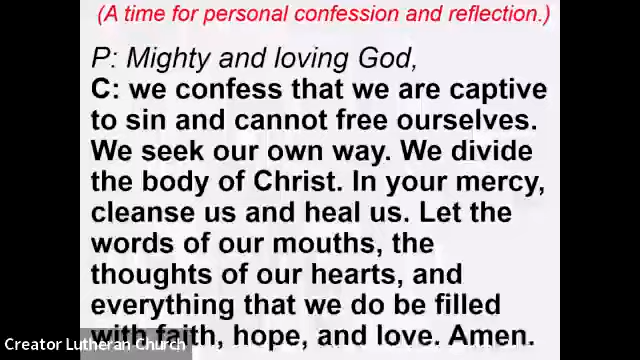 (A time for personal confession and reflection.)
P: Mighty and loving God,
C: we confess that we are captive
to sin and cannot free ourselves.
We seek our own way. We divide
the body of Christ. In your mercy,
cleanse us and heal us. Let the
words of our mouths, the
thoughts of our hearts, and
everything that we do be filled
with faith, hope, and love. Amen.
Creator Lutheran Church